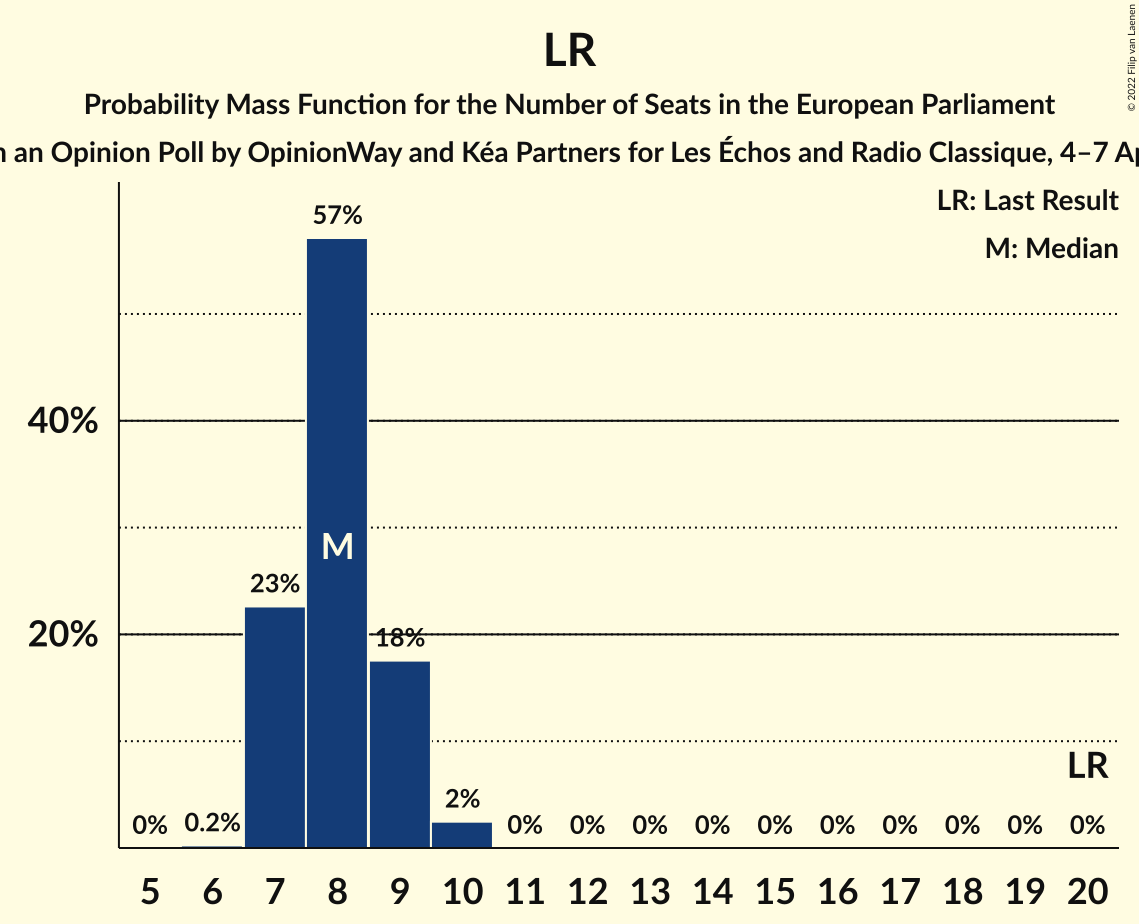 LR
Probability Mass Function for the Number of Seats in the European Parliament
an Opinion Poll by OpinionWay and Kéa Partners for Les Échos and Radio Classique, 4–7
© 2022 Filip van Laenen
LR: Last Result
M: Median
57%
40%
M
23%
20%
18%
LR
2%
0% 0.2% 0% 0% 0% 0% 0% 0% 0% 0% 0% 0%
5 6 7 8 9 10 11 12 13 14 15 16 17 18 19 20